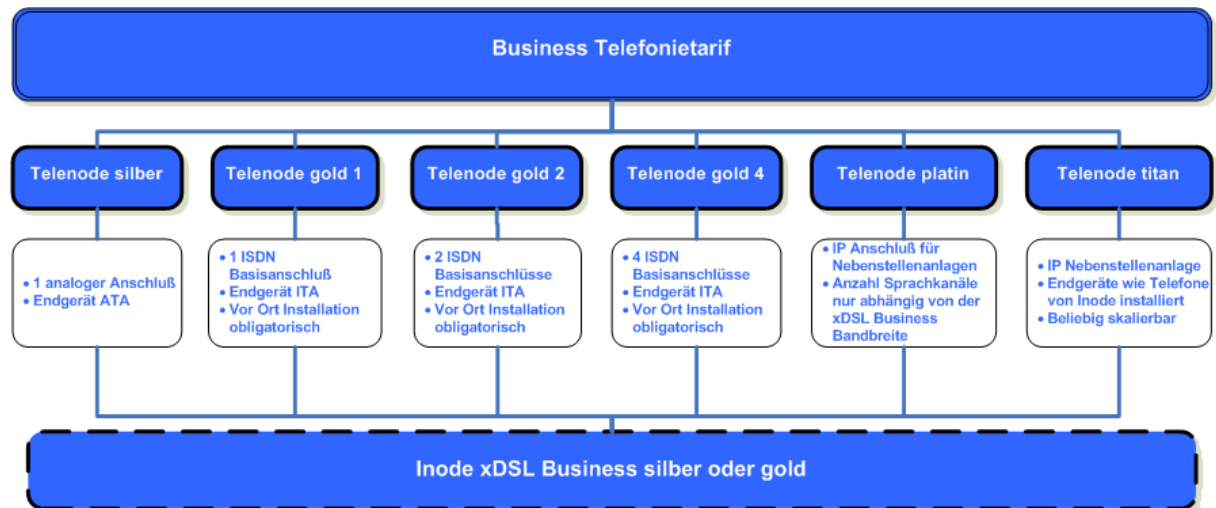 Business Telefonietarif
Telenode silber
Telenode gold 1
Telenode gold 2
Telenode gold 4
Telenode platin
Telenode titan
• 1 analoger Anschluß
• Endgerät ATA
• 1 ISDN
Basisanschluß
• Endgerät ITA
• Vor Ort Installation
obligatorisch
• 2 ISDN
Basisanschlüsse
• Endgerät ITA
• Vor Ort Installation
obligatorisch
• 4 ISDN
Basisanschlüsse
• Endgerät ITA
• Vor Ort Installation
obligatorisch
• IP Anschluß für
Nebenstellenanlagen
• Anzahl Sprachkanäle
nur abhängig von der
xDSL Business
Bandbreite
• IP Nebenstellenanlage
• Endgeräte wie Telefone
von Inode installiert
• Beliebig skalierbar
Inode xDSL Business silber oder gold